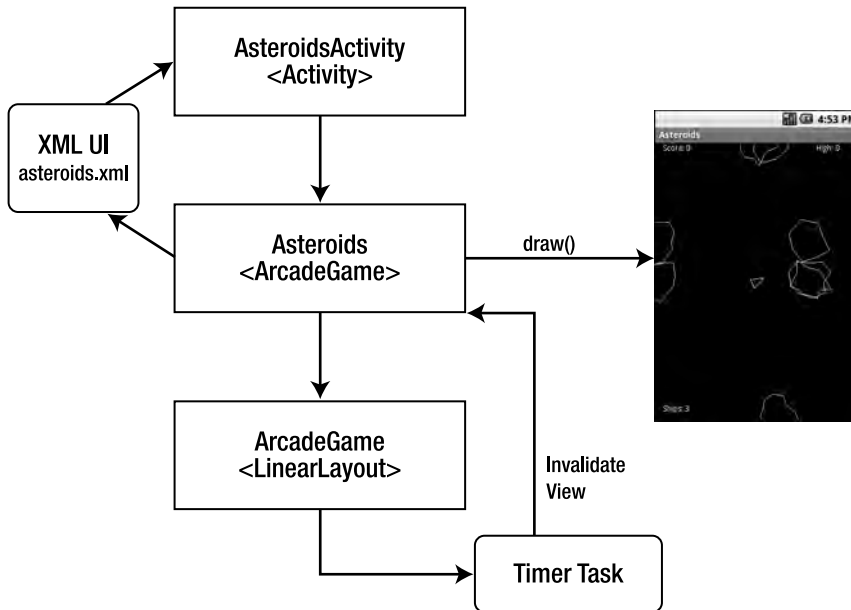 AsteroidsActivity
<Activity>
XML UI
asteroids.xml
4:53 PM
Asteroids
Score: 0
High: 0
Asteroids
<ArcadeGame>
draw()
Ships: 3
ArcadeGame
<LinearLayout>
Invalidate
View
Timer Task